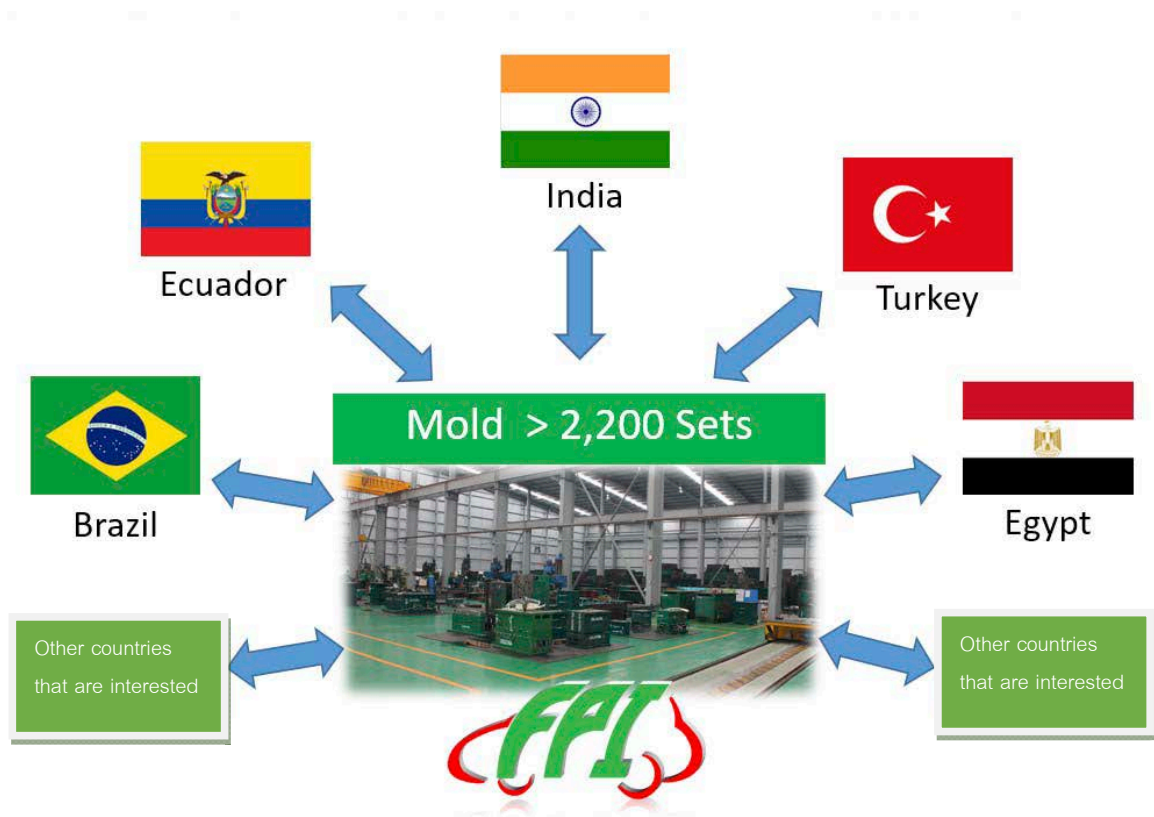 India
Ecuador
Turkey
Mold > 2,200 Sets
Brazil
Egypt
Other countries
that are interested
Other countries
that are interested
FPI